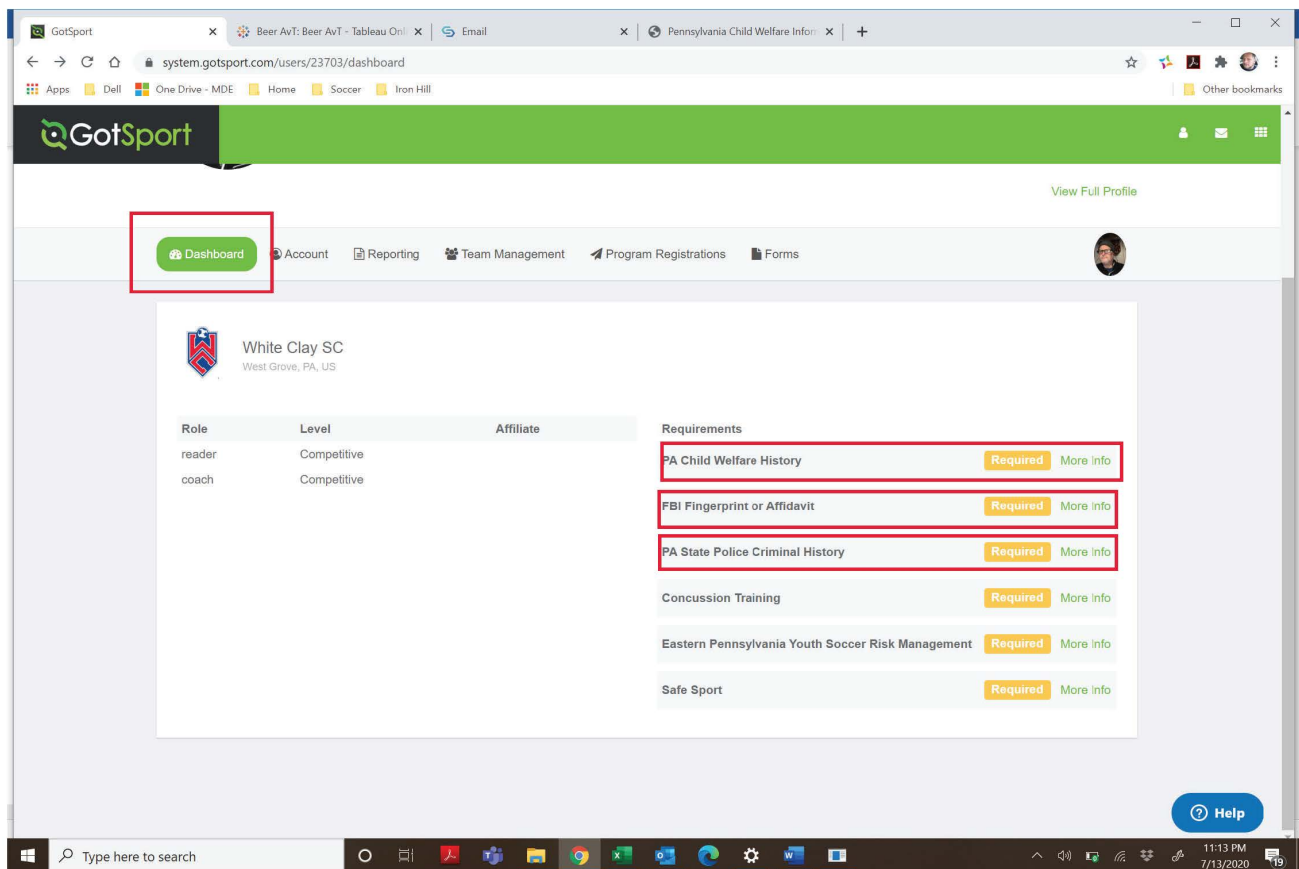 GotSport
Beer AvT: Beer AvT - Tableau Onli
Email
Pennsylvania Child Welfare Inform
system.gotsport.com/users/23703/dashboard
Apps Dell One Drive - MDE Home Soccer Iron Hill Other bookmarks
GotSport
View Full Profile
Dashboard Account Reporting Team Management Program Registrations Forms
White Clay SC
West Grove, PA, US
Role Level Affiliate
reader Competitive
coach Competitive
Requirements
PA Child Welfare History Required More Info
FBI Fingerprint or Affidavit Required More Info
PA State Police Criminal History Required More Info
Concussion Training Required More Info
Eastern Pennsylvania Youth Soccer Risk Management Required More Info
Safe Sport Required More Info
Help
Type here to search
11:13 PM
7/13/2020
19